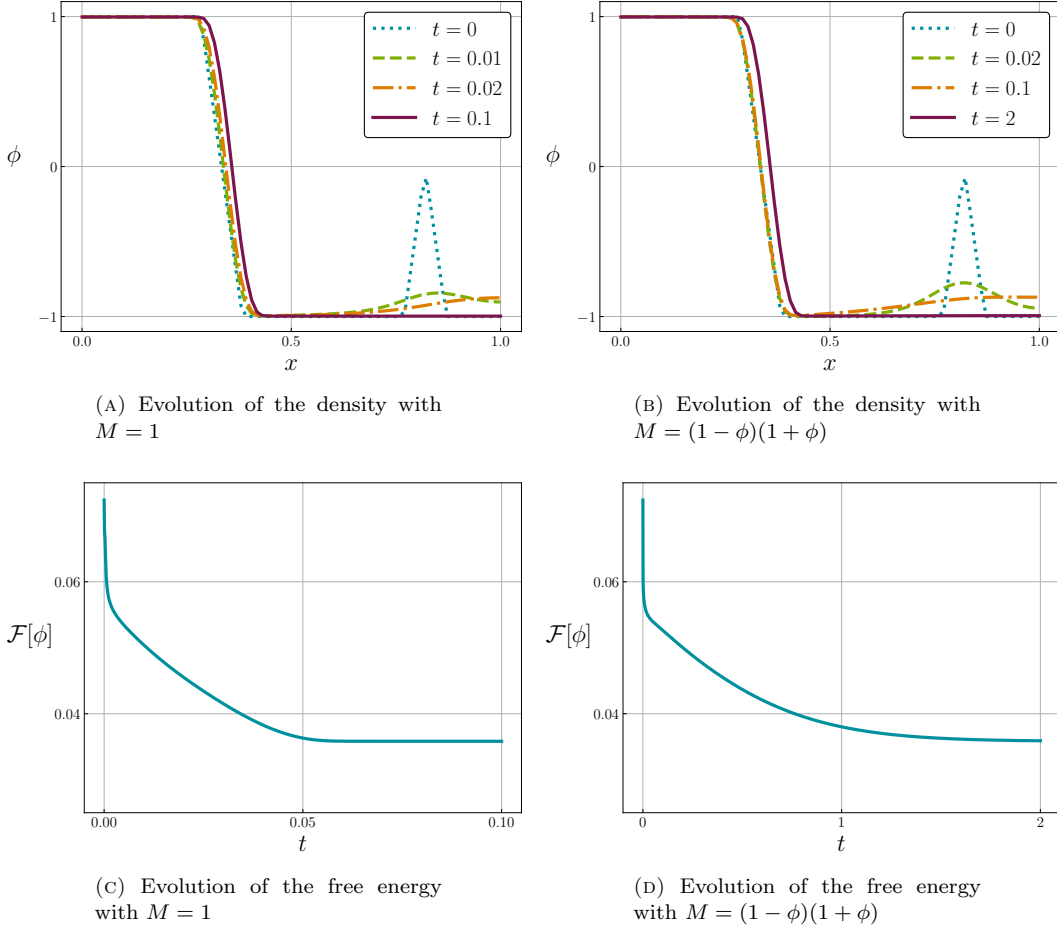 1
0
−1
ϕ
0.0
0.5
1.0
x
t = 0
t = 0.01
t = 0.02
t = 0.1
(A) Evolution of the density with
M = 1
1
0
−1
ϕ
0.0
0.5
1.0
x
t = 0
t = 0.02
t = 0.1
t = 2
(B) Evolution of the density with
M = (1 − ϕ)(1 + ϕ)
0.06
0.04
F[ϕ]
0.00
0.05
0.10
t
(C) Evolution of the free energy
with M = 1
0.06
0.04
F[ϕ]
0
1
2
t
(D) Evolution of the free energy
with M = (1 − ϕ)(1 + ϕ)